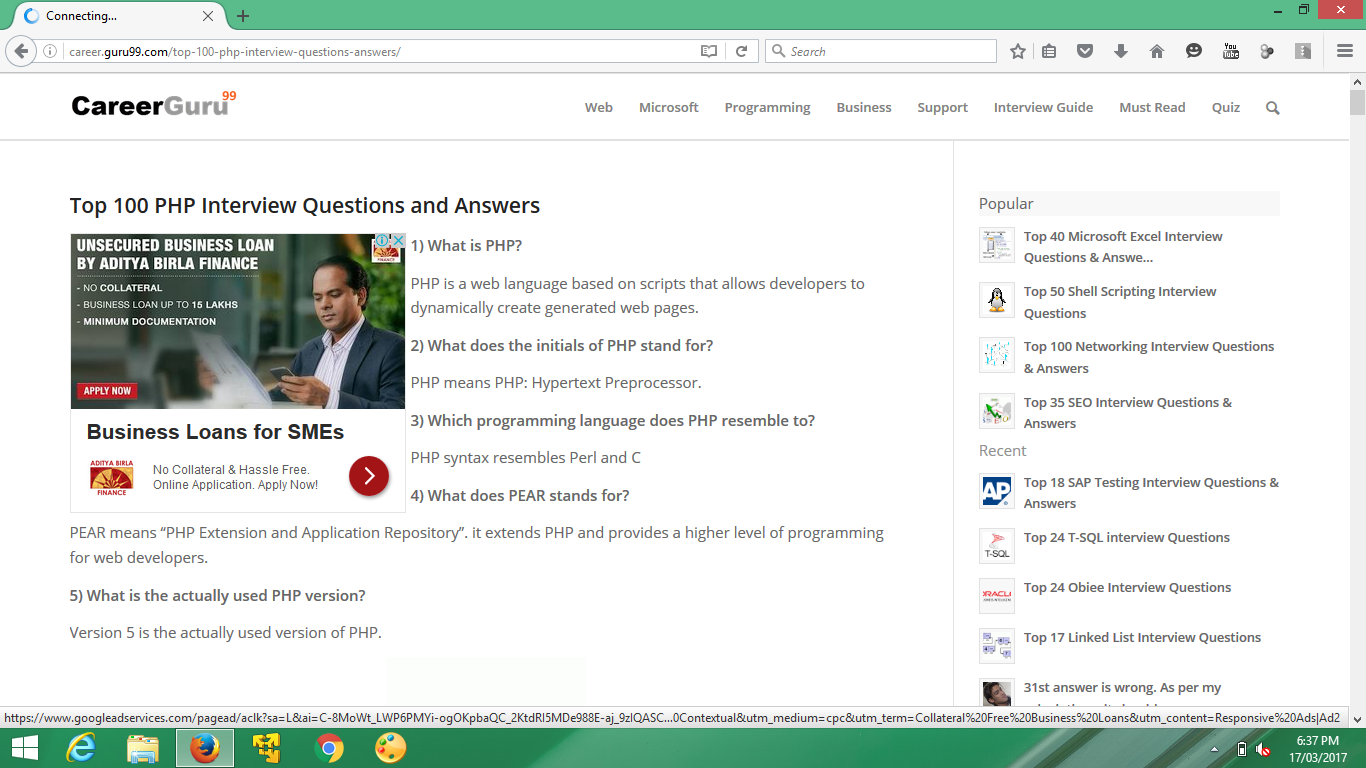 Connecting...
career.guru99.com/top-100-php-interview-questions-answers/
Search
You
Tube
CareerGuru99
Web Microsoft Programming Business Support Interview Guide Must Read Quiz
Top 100 PHP Interview Questions and Answers
UNSECURED BUSINESS LOAN
BY ADITYA BIRLA FINANCE
- NO COLLATERAL
- BUSINESS LOAN UP TO 15 LAKHS
- MINIMUM DOCUMENTATION
APPLY NOW
FINANCE
Business Loans for SMEs
ADITYA BIRLA
FINANCE
No Collateral & Hassle Free.
Online Application. Apply Now!
1) What is PHP?
PHP is a web language based on scripts that allows developers to
dynamically create generated web pages.
2) What does the initials of PHP stand for?
PHP means PHP: Hypertext Preprocessor.
3) Which programming language does PHP resemble to?
PHP syntax resembles Perl and C
4) What does PEAR stands for?
PEAR means “PHP Extension and Application Repository”. it extends PHP and provides a higher level of programming
for web developers.
5) What is the actually used PHP version?
Version 5 is the actually used version of PHP.
Popular
Top 40 Microsoft Excel Interview
Questions & Answe...
Top 50 Shell Scripting Interview
Questions
Top 100 Networking Interview Questions
& Answers
Top 35 SEO Interview Questions &
Answers
Recent
AP
Top 18 SAP Testing Interview Questions &
Answers
T-SQL
Top 24 T-SQL interview Questions
ORACLE
Top 24 Obiee Interview Questions
Top 17 Linked List Interview Questions
31st answer is wrong. As per my
https://www.googleadservices.com/pagead/aclk?sa=L&ai=C-8MoWt_LWP6PMYi-ogOKpbaQC_2KtdRI5MDe988E-aj_9zIQASC...0Contextual&utm_medium=cpc&utm_term=Collateral%20Free%20Business%20Loans&utm_content=Responsive%20Ads|Ad2
6:37 PM
17/03/2017